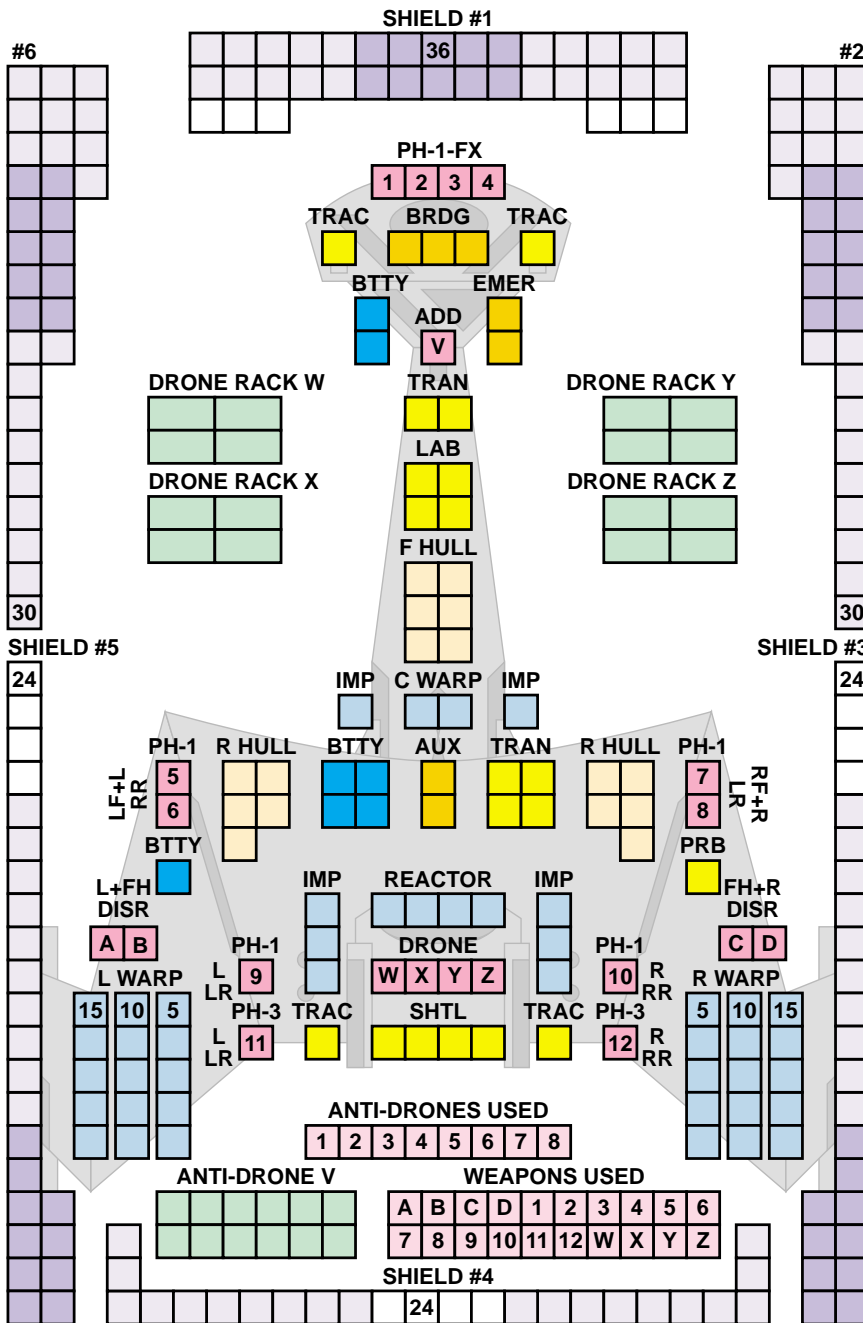 SHIELD #1
#6
36
#2
PH-1-FX
1 2 3 4
TRAC BRDG TRAC
BTTY EMER
ADD
V
DRONE RACK W TRAN DRONE RACK Y
LAB
DRONE RACK X DRONE RACK Z
F HULL
30 30
SHIELD #5 SHIELD #3
24 24
IMP C WARP IMP
PH-1 R HULL BTTY AUX TRAN R HULL PH-1
LF+L
RR
5
6
7
8
RF+R
LR
BTTY PRB
L+FH
DISR
IMP REACTOR IMP
FH+R
DISR
A B C D
PH-1 DRONE PH-1
L
LR
9
W X Y Z
10
R
RR
L WARP R WARP
15 10 5 5 10 15
PH-3 TRAC SHTL TRAC PH-3
L
LR
11
12
R
RR
ANTI-DRONES USED
1 2 3 4 5 6 7 8
ANTI-DRONE V WEAPONS USED
A B C D 1 2 3 4 5 6
7 8 9 10 11 12 W X Y Z
SHIELD #4
24